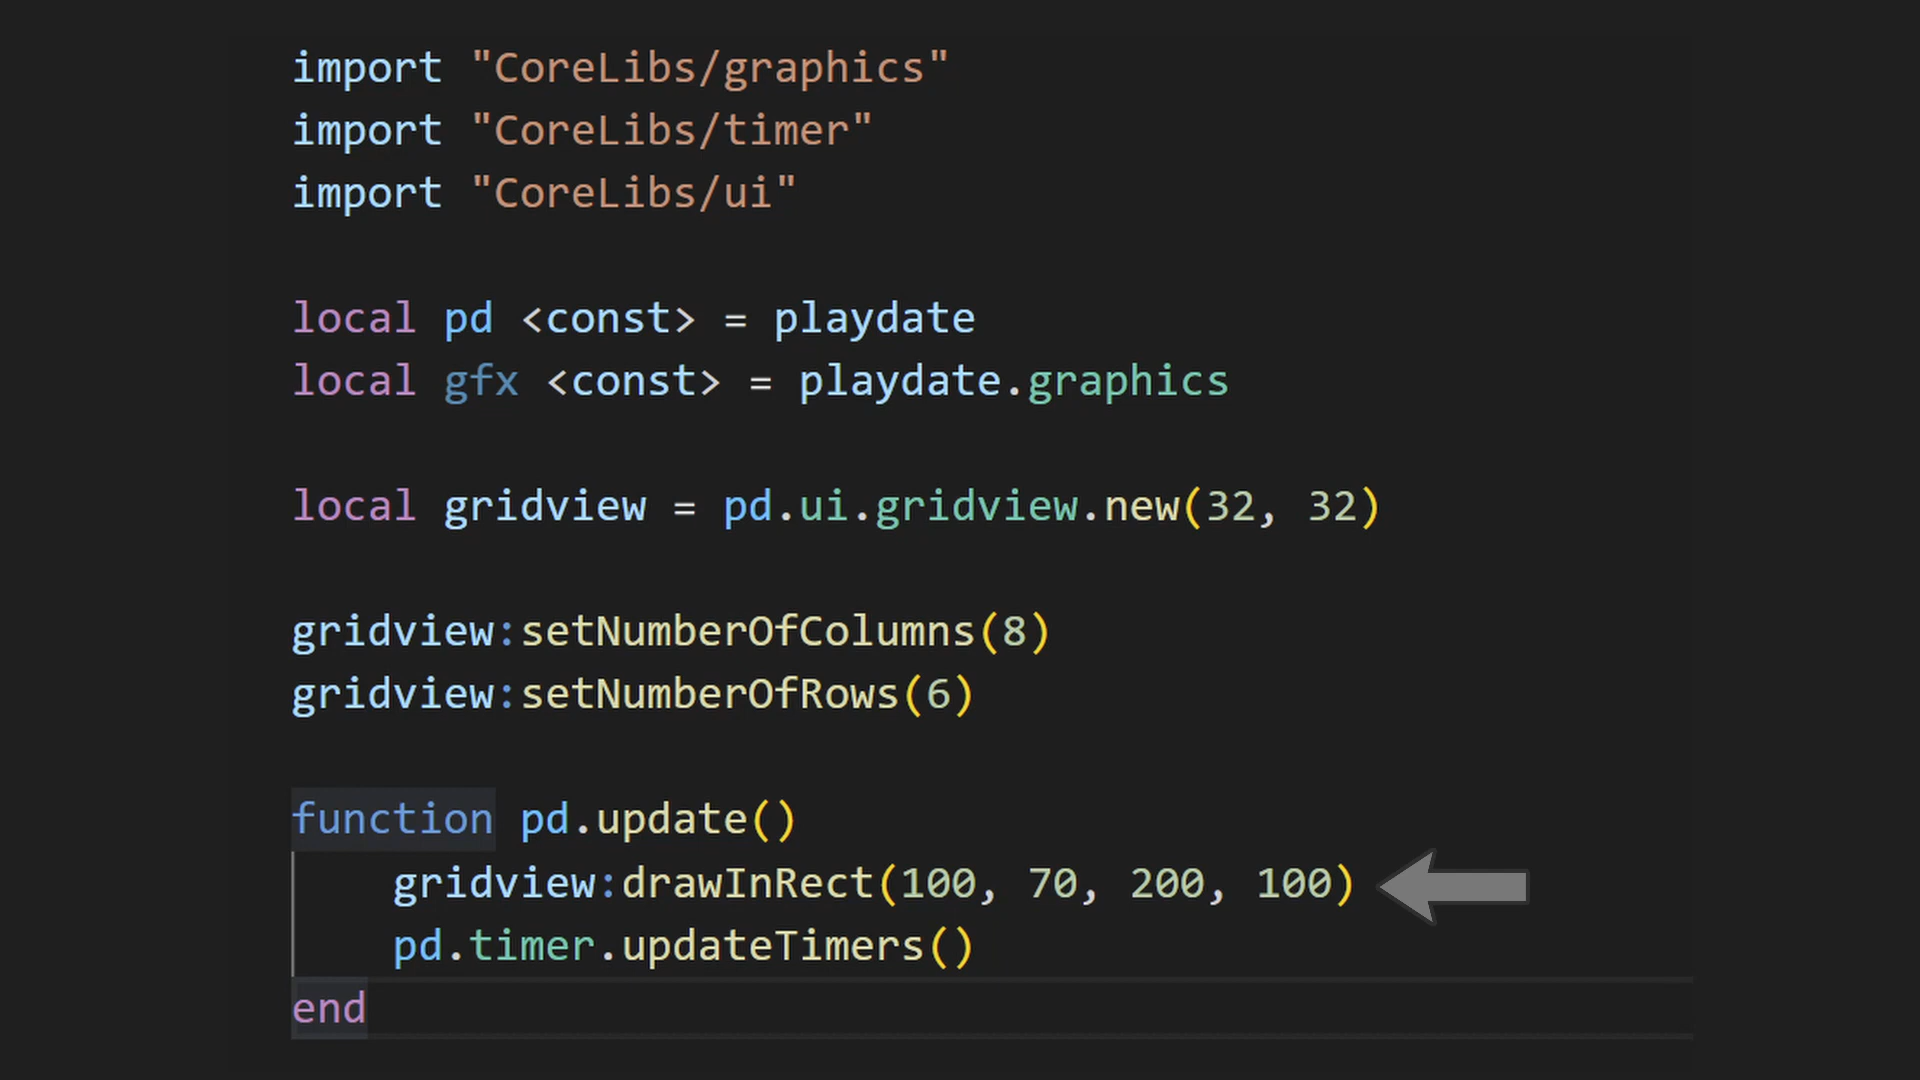 import "CoreLibs/graphics"
import "CoreLibs/timer"
import "CoreLibs/ui"
local pd <const> = playdate
local gfx <const> = playdate.graphics
local gridview = pd.ui.gridview.new(32, 32)
gridview:setNumberOfColumns(8)
gridview:setNumberOfRows(6)
function pd.update()
    gridview:drawInRect(100, 70, 200, 100)
    pd.timer.updateTimers()
end